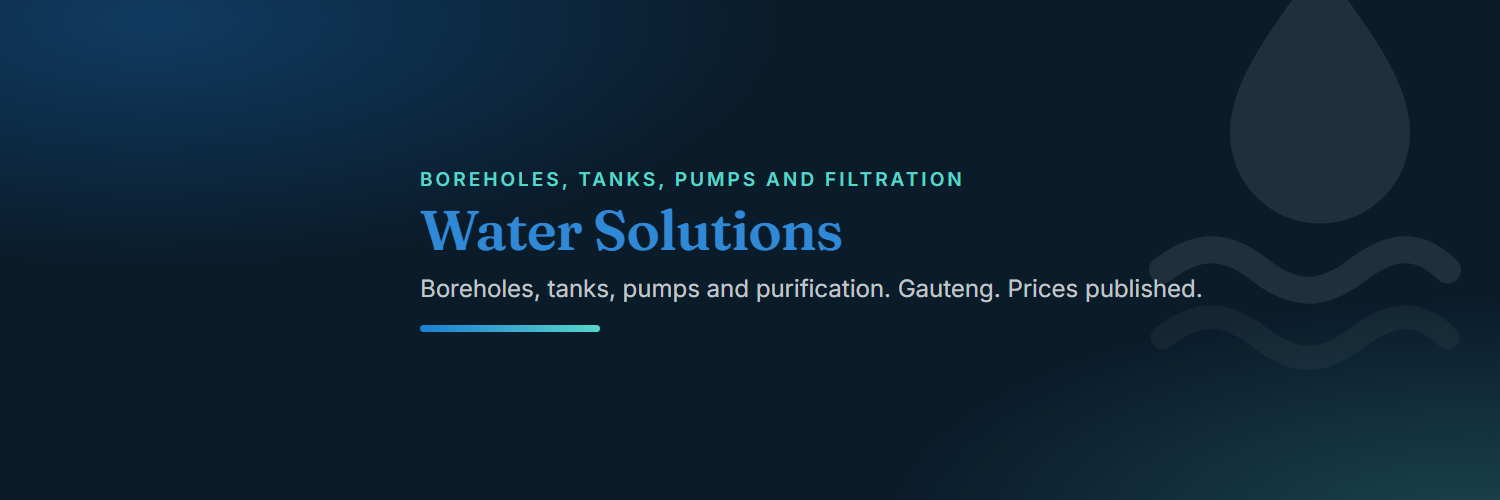 BOREHOLES, TANKS, PUMPS AND FILTRATION
Water Solutions
Boreholes, tanks, pumps and purification. Gauteng. Prices published.